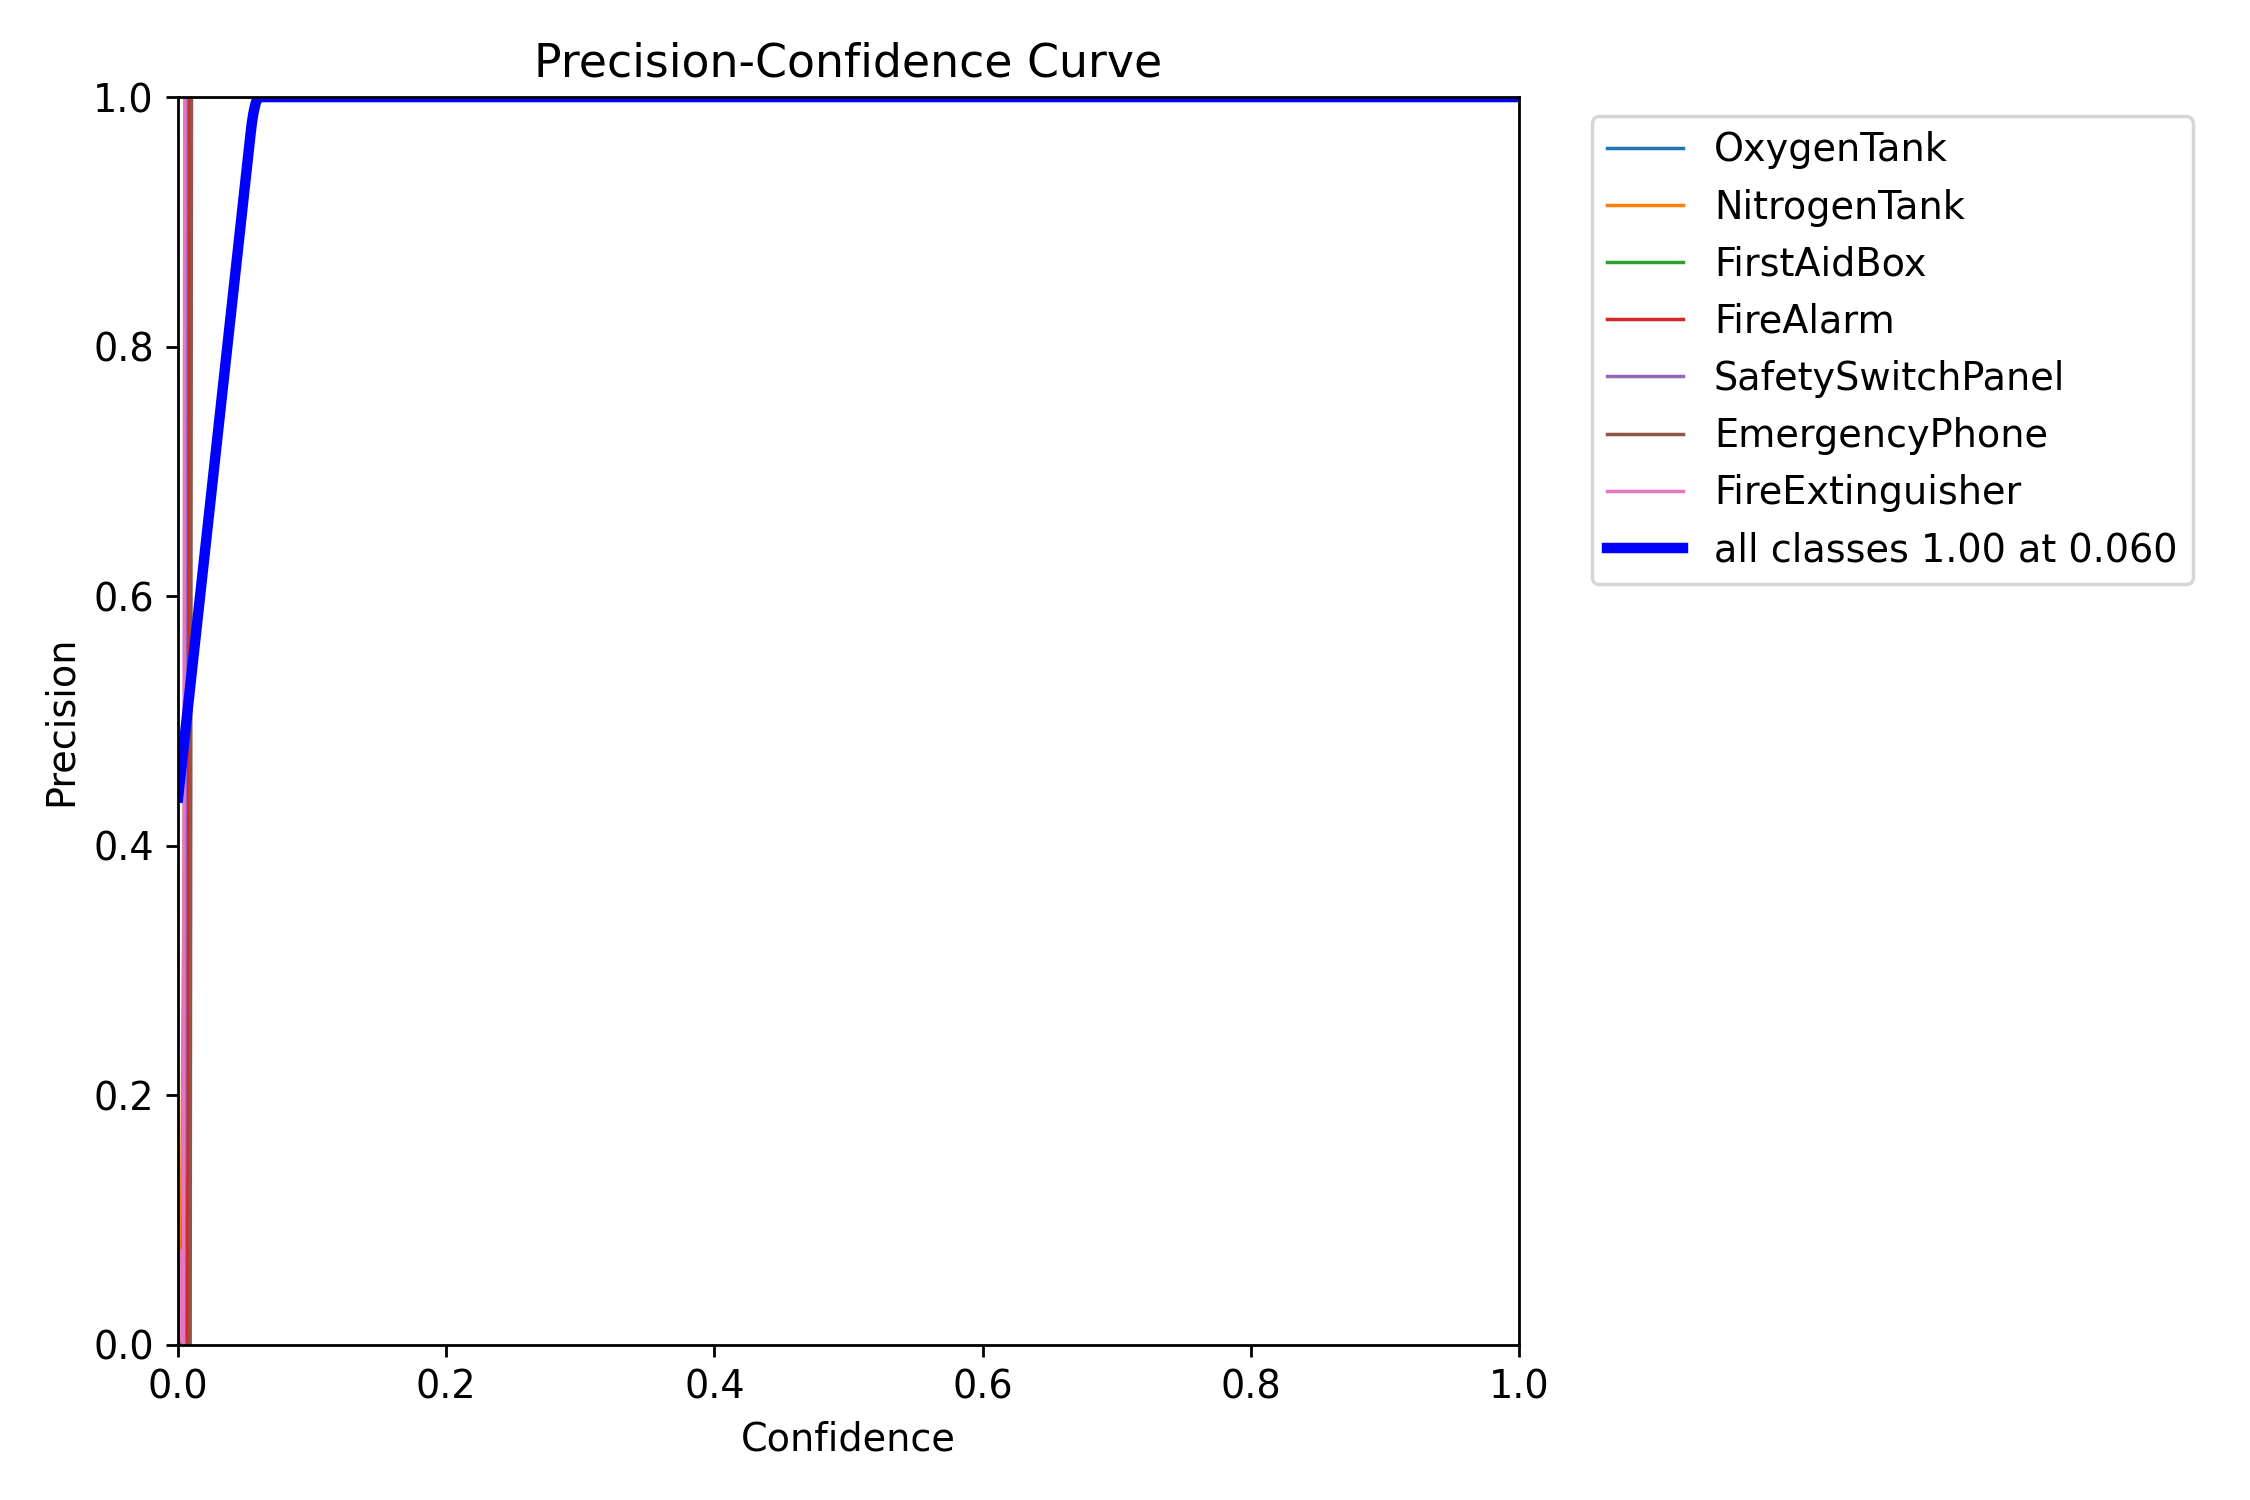 Precision-Confidence Curve
1.0
0.8
0.6
0.4
0.2
0.0
Precision
0.0 0.2 0.4 0.6 0.8 1.0
Confidence
OxygenTank
NitrogenTank
FirstAidBox
FireAlarm
SafetySwitchPanel
EmergencyPhone
FireExtinguisher
all classes 1.00 at 0.060